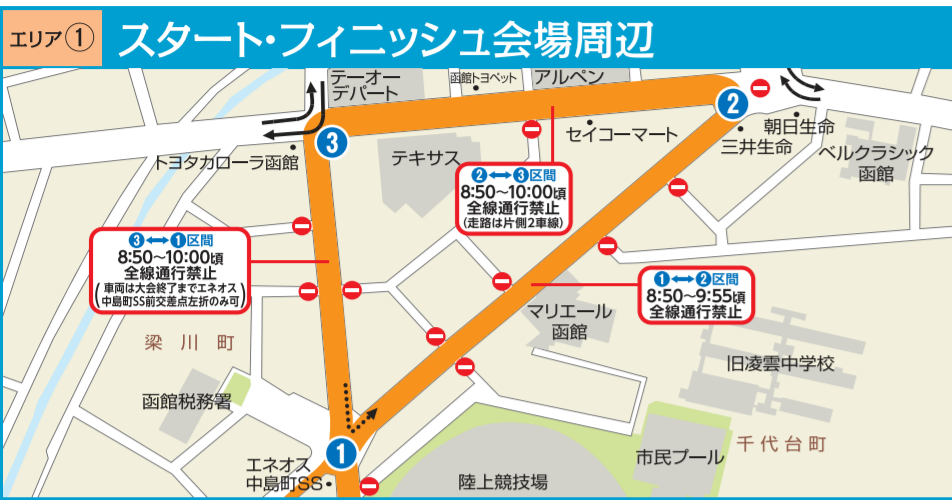 エリア① スタート・フィニッシュ会場周辺
テーオー
デパート
函館トヨペット
アルペン
2
3
トヨタカローラ函館
テキサス
セイコーマート
朝日生命
三井生命
ベルクラシック
函館
2↔3区間
8:50～10:00頃
全線通行禁止
(走路は片側2車線)
3↔1区間
8:50～10:00頃
全線通行禁止
(車両は大会終了までエネオス
中島町SS前交差点左折のみ可)
1↔2区間
8:50～9:55頃
全線通行禁止
マリエール
函館
梁川町
旧凌雲中学校
函館税務署
千代台町
1
市民プール
エネオス
中島町SS
陸上競技場